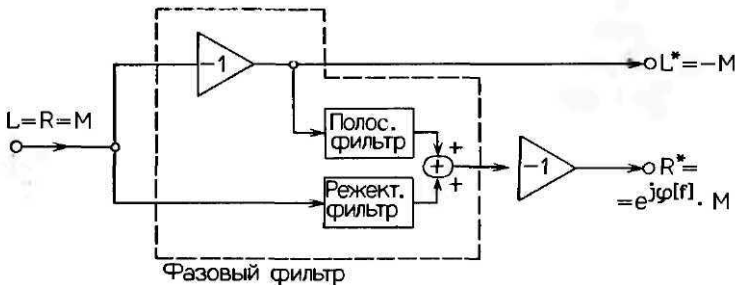 -1
L*=-M
L=R=M
Полос.
фильтр
+
+
+
-1
R*=
=e^jφ[f]. M
Режект.
фильтр
Фазовый фильтр